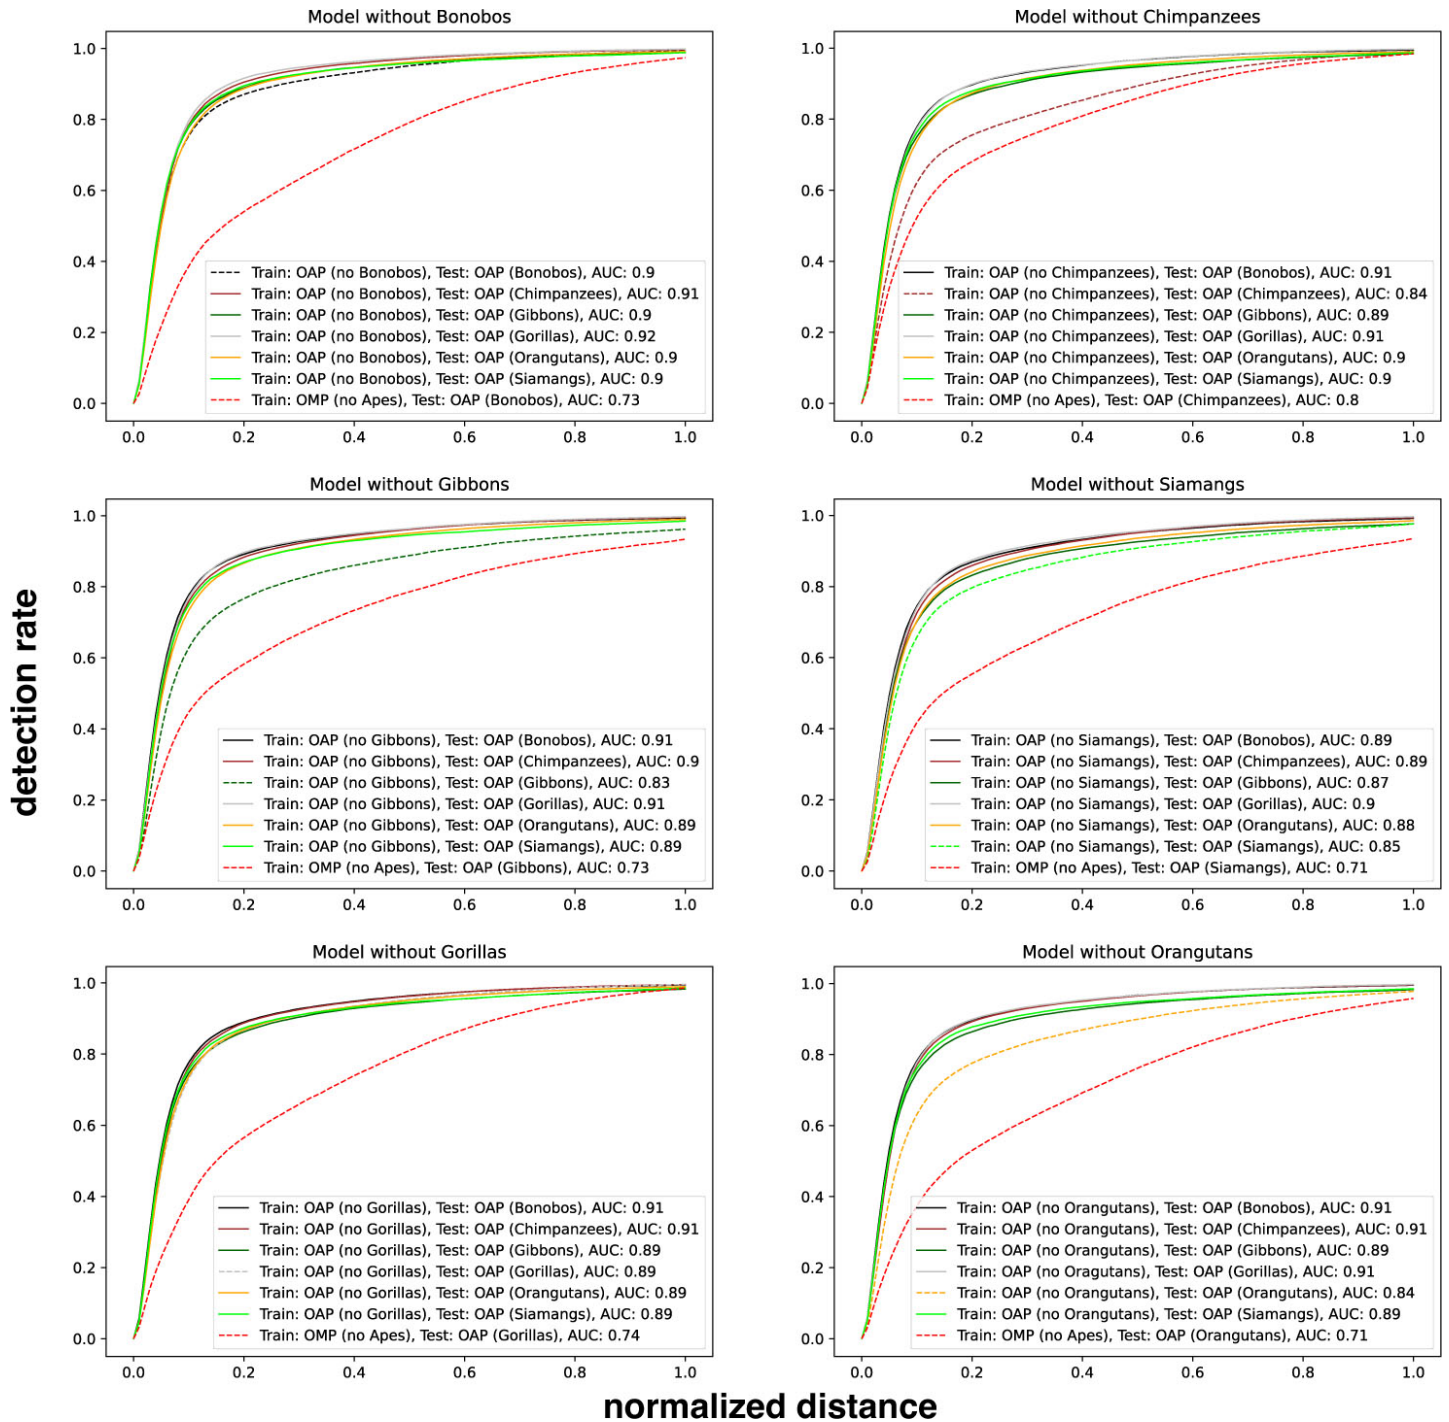 Model without Bonobos
1.0
0.8
0.6
0.4
0.2
0.0
Train: OAP (no Bonobos), Test: OAP (Bonobos), AUC: 0.9
Train: OAP (no Bonobos), Test: OAP (Chimpanzees), AUC: 0.91
Train: OAP (no Bonobos), Test: OAP (Gibbons), AUC: 0.9
Train: OAP (no Bonobos), Test: OAP (Gorillas), AUC: 0.92
Train: OAP (no Bonobos), Test: OAP (Orangutans), AUC: 0.9
Train: OAP (no Bonobos), Test: OAP (Siamangs), AUC: 0.9
Train: OMP (no Apes), Test: OAP (Bonobos), AUC: 0.73
0.0 0.2 0.4 0.6 0.8 1.0
Model without Chimpanzees
1.0
0.8
0.6
0.4
0.2
0.0
Train: OAP (no Chimpanzees), Test: OAP (Bonobos), AUC: 0.91
Train: OAP (no Chimpanzees), Test: OAP (Chimpanzees), AUC: 0.84
Train: OAP (no Chimpanzees), Test: OAP (Gibbons), AUC: 0.89
Train: OAP (no Chimpanzees), Test: OAP (Gorillas), AUC: 0.91
Train: OAP (no Chimpanzees), Test: OAP (Orangutans), AUC: 0.9
Train: OAP (no Chimpanzees), Test: OAP (Siamangs), AUC: 0.9
Train: OMP (no Apes), Test: OAP (Chimpanzees), AUC: 0.8
0.0 0.2 0.4 0.6 0.8 1.0
detection rate
Model without Gibbons
1.0
0.8
0.6
0.4
0.2
0.0
Train: OAP (no Gibbons), Test: OAP (Bonobos), AUC: 0.91
Train: OAP (no Gibbons), Test: OAP (Chimpanzees), AUC: 0.9
Train: OAP (no Gibbons), Test: OAP (Gibbons), AUC: 0.83
Train: OAP (no Gibbons), Test: OAP (Gorillas), AUC: 0.91
Train: OAP (no Gibbons), Test: OAP (Orangutans), AUC: 0.89
Train: OAP (no Gibbons), Test: OAP (Siamangs), AUC: 0.89
Train: OMP (no Apes), Test: OAP (Gibbons), AUC: 0.73
0.0 0.2 0.4 0.6 0.8 1.0
Model without Siamangs
1.0
0.8
0.6
0.4
0.2
0.0
Train: OAP (no Siamangs), Test: OAP (Bonobos), AUC: 0.89
Train: OAP (no Siamangs), Test: OAP (Chimpanzees), AUC: 0.89
Train: OAP (no Siamangs), Test: OAP (Gibbons), AUC: 0.87
Train: OAP (no Siamangs), Test: OAP (Gorillas), AUC: 0.9
Train: OAP (no Siamangs), Test: OAP (Orangutans), AUC: 0.88
Train: OAP (no Siamangs), Test: OAP (Siamangs), AUC: 0.85
Train: OMP (no Apes), Test: OAP (Siamangs), AUC: 0.71
0.0 0.2 0.4 0.6 0.8 1.0
Model without Gorillas
1.0
0.8
0.6
0.4
0.2
0.0
Train: OAP (no Gorillas), Test: OAP (Bonobos), AUC: 0.91
Train: OAP (no Gorillas), Test: OAP (Chimpanzees), AUC: 0.91
Train: OAP (no Gorillas), Test: OAP (Gibbons), AUC: 0.89
Train: OAP (no Gorillas), Test: OAP (Gorillas), AUC: 0.89
Train: OAP (no Gorillas), Test: OAP (Orangutans), AUC: 0.89
Train: OAP (no Gorillas), Test: OAP (Siamangs), AUC: 0.89
Train: OMP (no Apes), Test: OAP (Gorillas), AUC: 0.74
0.0 0.2 0.4 0.6 0.8 1.0
Model without Orangutans
1.0
0.8
0.6
0.4
0.2
0.0
Train: OAP (no Orangutans), Test: OAP (Bonobos), AUC: 0.91
Train: OAP (no Orangutans), Test: OAP (Chimpanzees), AUC: 0.91
Train: OAP (no Orangutans), Test: OAP (Gibbons), AUC: 0.89
Train: OAP (no Oragutans), Test: OAP (Gorillas), AUC: 0.91
Train: OAP (no Orangutans), Test: OAP (Orangutans), AUC: 0.84
Train: OAP (no Orangutans), Test: OAP (Siamangs), AUC: 0.89
Train: OMP (no Apes), Test: OAP (Orangutans), AUC: 0.71
0.0 0.2 0.4 0.6 0.8 1.0
normalized distance